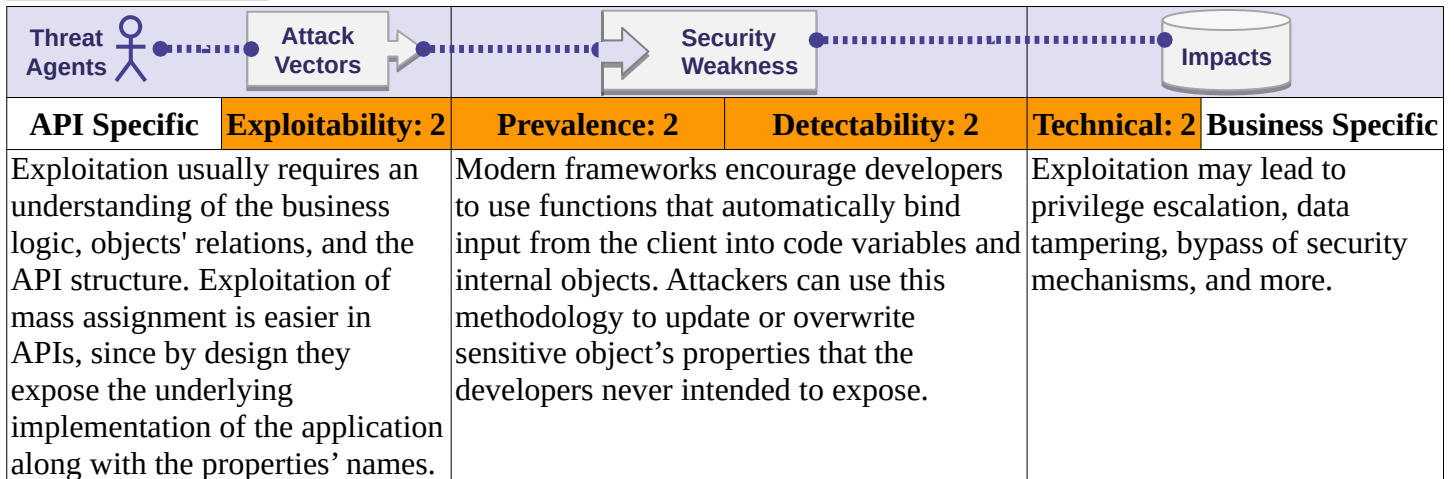 Threat
Agents
Attack
Vectors
Security
Weakness
Impacts
API Specific
Exploitability: 2
Prevalence: 2
Detectability: 2
Technical: 2
Business Specific
Exploitation usually requires an
understanding of the business
logic, objects' relations, and the
API structure. Exploitation of
mass assignment is easier in
APIs, since by design they
expose the underlying
implementation of the application
along with the properties’ names.
Modern frameworks encourage developers
to use functions that automatically bind
input from the client into code variables and
internal objects. Attackers can use this
methodology to update or overwrite
sensitive object’s properties that the
developers never intended to expose.
Exploitation may lead to
privilege escalation, data
tampering, bypass of security
mechanisms, and more.